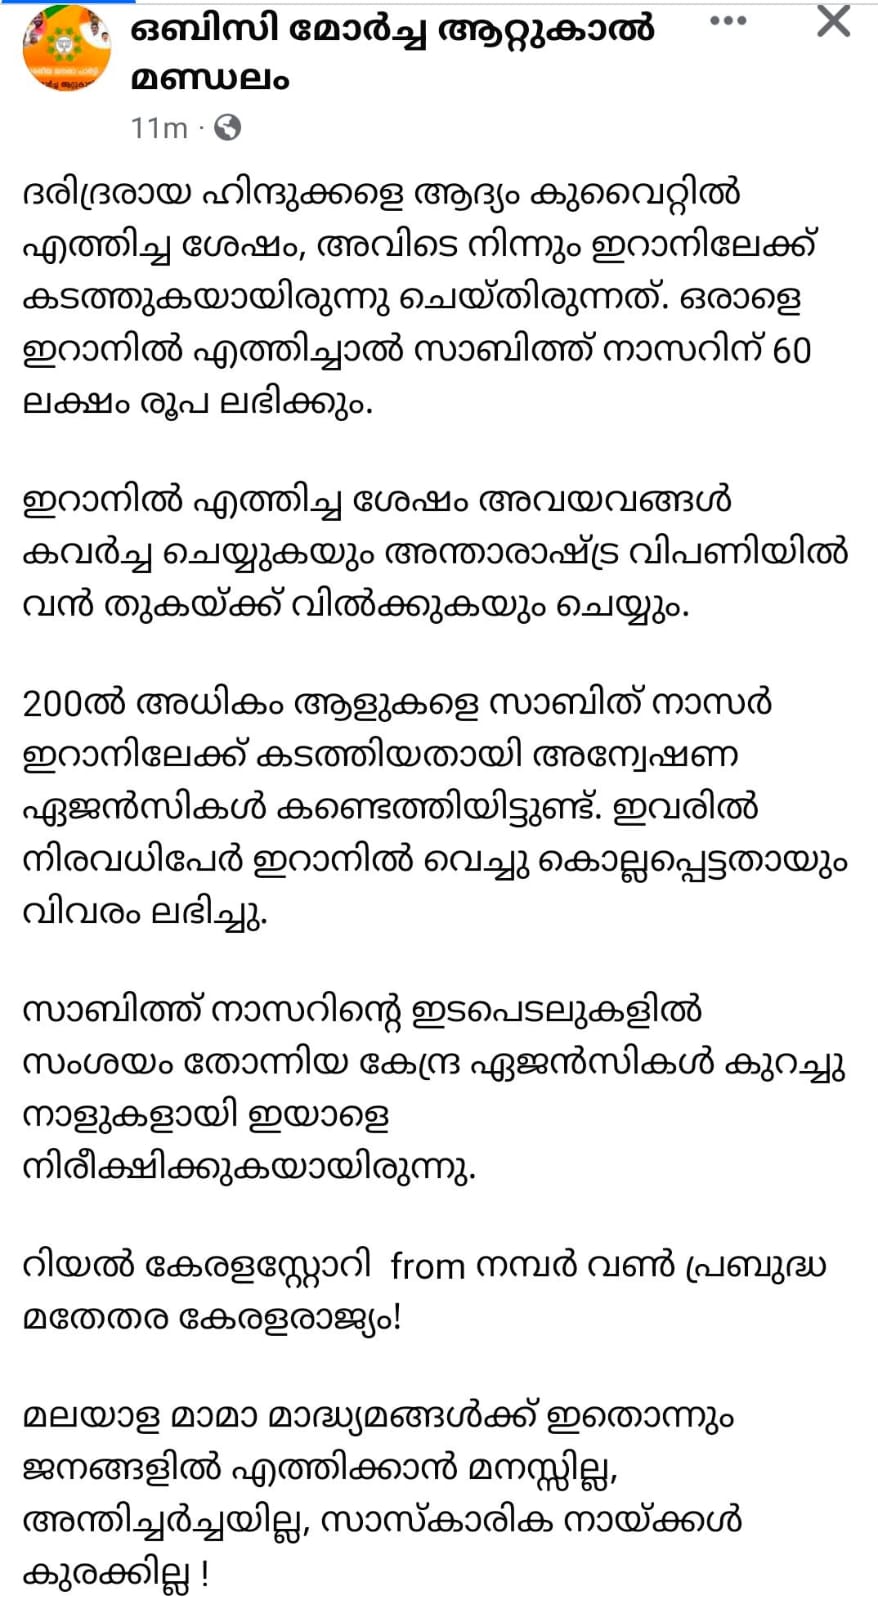 ഒബിസി മോർച്ച ആറ്റുകാൽ
മണ്ഡലം
11m ·
ദരിദ്രരായ ഹിന്ദുക്കളെ ആദ്യം കുവൈറ്റിൽ
എത്തിച്ച ശേഷം, അവിടെ നിന്നും ഇറാനിലേക്ക്
കടത്തുകയായിരുന്നു ചെയ്തിരുന്നത്. ഒരാളെ
ഇറാനിൽ എത്തിച്ചാൽ സാബിത്ത് നാസറിന് 60
ലക്ഷം രൂപ ലഭിക്കും.
ഇറാനിൽ എത്തിച്ച ശേഷം അവയവങ്ങൾ
കവർച്ച ചെയ്യുകയും അന്താരാഷ്ട്ര വിപണിയിൽ
വൻ തുകയ്ക്ക് വിൽക്കുകയും ചെയ്യും.
200ൽ അധികം ആളുകളെ സാബിത് നാസർ
ഇറാനിലേക്ക് കടത്തിയതായി അന്വേഷണ
ഏജൻസികൾ കണ്ടെത്തിയിട്ടുണ്ട്. ഇവരിൽ
നിരവധിപേർ ഇറാനിൽ വെച്ചു കൊല്ലപ്പെട്ടതായും
വിവരം ലഭിച്ചു.
സാബിത്ത് നാസറിന്റെ ഇടപെടലുകളിൽ
സംശയം തോന്നിയ കേന്ദ്ര ഏജൻസികൾ കുറച്ചു
നാളുകളായി ഇയാളെ
നിരീക്ഷിക്കുകയായിരുന്നു.
റിയൽ കേരളസ്റ്റോറി from നമ്പർ വൺ പ്രബുദ്ധ
മതേതര കേരളരാജ്യം!
മലയാള മാമാ മാദ്ധ്യമങ്ങൾക്ക് ഇതൊന്നും
ജനങ്ങളിൽ എത്തിക്കാൻ മനസ്സില്ല,
അന്തിച്ചർച്ചയില്ല, സാസ്കാരിക നായ്ക്കൾ
കുരക്കില്ല !